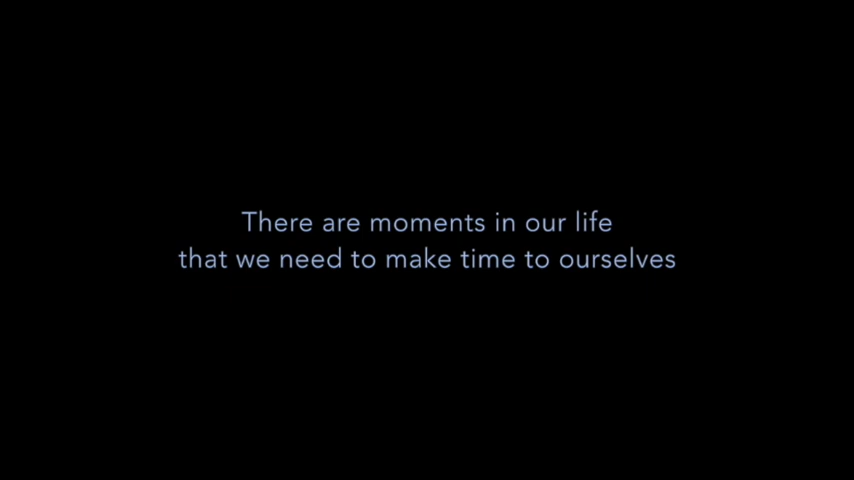 There are moments in our life
that we need to make time to ourselves